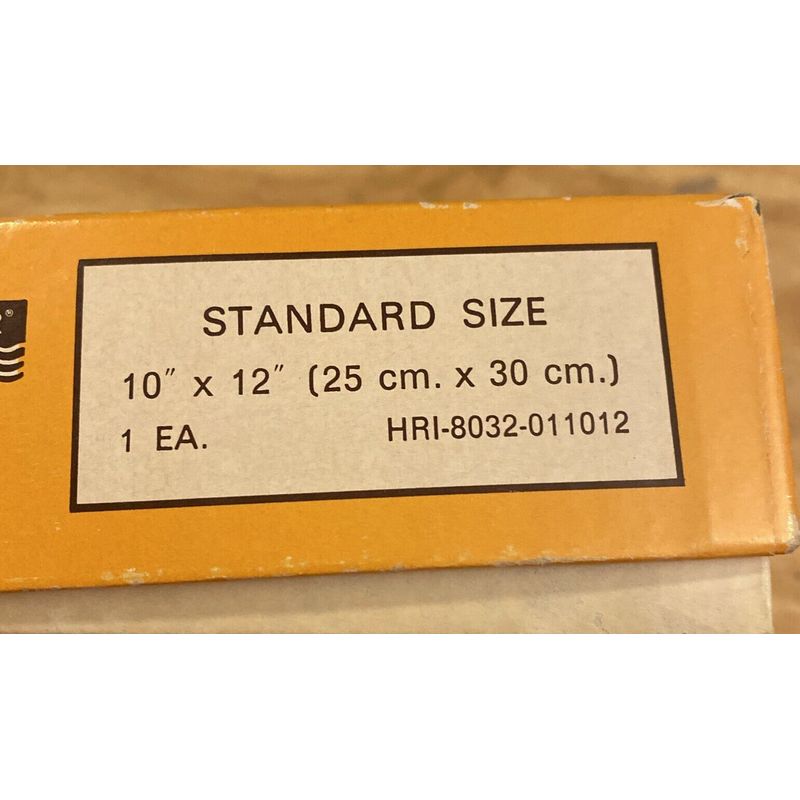 STANDARD SIZE
10" x 12" (25 cm. x 30 cm.)
1 EA. HRI-8032-011012